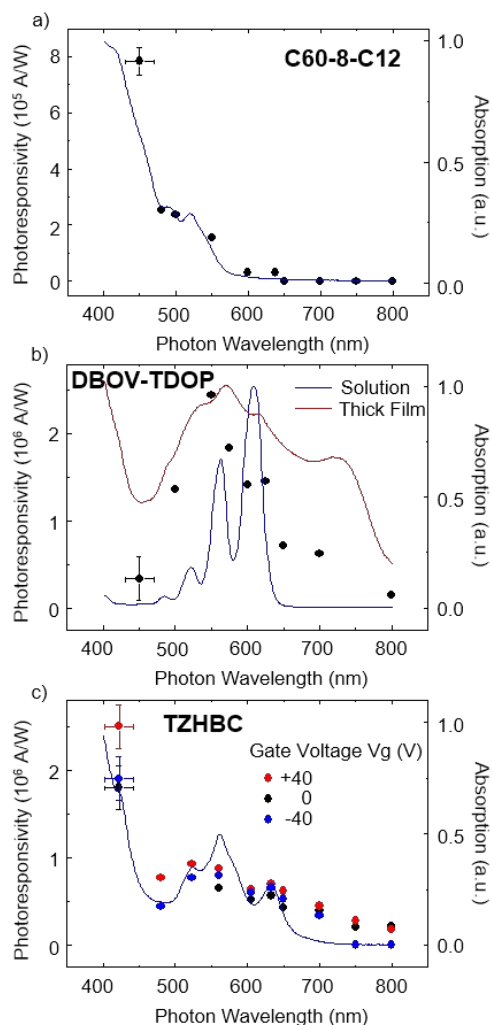 a)
C60-8-C12
Photoresponsivity (10⁵ A/W)
8
6
4
2
0
1.0
0.5
0.0
Absorption (a.u.)
400 500 600 700 800
Photon Wavelength (nm)
b)
DBOV-TDOP
Solution
Thick Film
Photoresponsivity (10⁶ A/W)
2
1
0
1.0
0.5
0.0
Absorption (a.u.)
400 500 600 700 800
Photon Wavelength (nm)
c)
TZHBC
Gate Voltage Vg (V)
+40
0
-40
Photoresponsivity (10⁶ A/W)
2
1
0
1.0
0.5
0.0
Absorption (a.u.)
400 500 600 700 800
Photon Wavelength (nm)